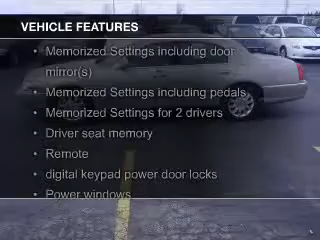 VEHICLE FEATURES
• Memorized Settings including door
mirror(s)
• Memorized Settings including pedals
• Memorized Settings for 2 drivers
• Driver seat memory
• Remote
• digital keypad power door locks
• Power windows